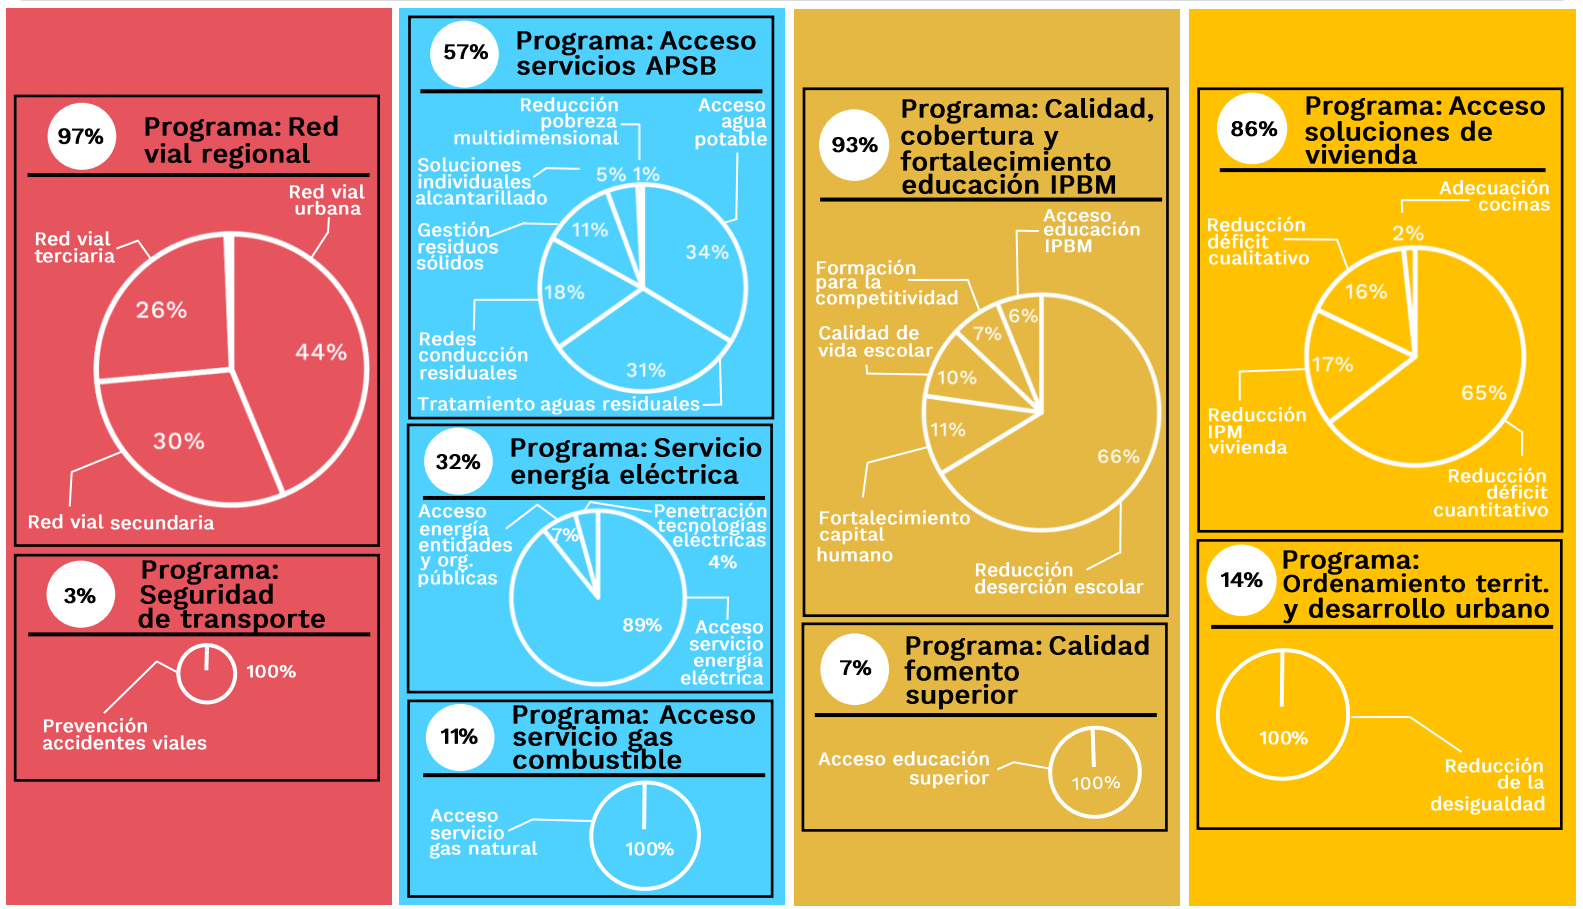 97%
Programa: Red
vial regional
Red vial
urbana
Red vial
terciaria
26%
44%
30%
Red vial secundaria
3%
Programa:
Seguridad
de transporte
100%
Prevención
accidentes viales
57%
Programa: Acceso
servicios APSB
Reducción
pobreza
multidimensional
Acceso
agua
potable
Soluciones
individuales
alcantarillado
5%
1%
Gestión
residuos
sólidos
11%
34%
18%
Redes
conducción
residuales
31%
Tratamiento aguas residuales
32%
Programa: Servicio
energía eléctrica
Acceso
energía
entidades
y org.
públicas
7%
Penetración
tecnologías
eléctricas
4%
89%
Acceso
servicio
energía
eléctrica
11%
Programa: Acceso
servicio gas
combustible
Acceso
servicio
gas natural
100%
93%
Programa: Calidad,
cobertura y
fortalecimiento
educación IPBM
Acceso
educación
IPBM
Formación
para la
competitividad
6%
7%
Calidad de
vida escolar
10%
11%
66%
Fortalecimiento
capital
humano
Reducción
deserción escolar
7%
Programa: Calidad
fomento
superior
Acceso educación
superior
100%
86%
Programa: Acceso
soluciones de
vivienda
Adecuación
cocinas
Reducción
déficit
cualitativo
2%
16%
17%
65%
Reducción
IPM
vivienda
Reducción
déficit
cuantitativo
14%
Programa:
Ordenamiento territ.
y desarrollo urbano
100%
Reducción
de la
desigualdad